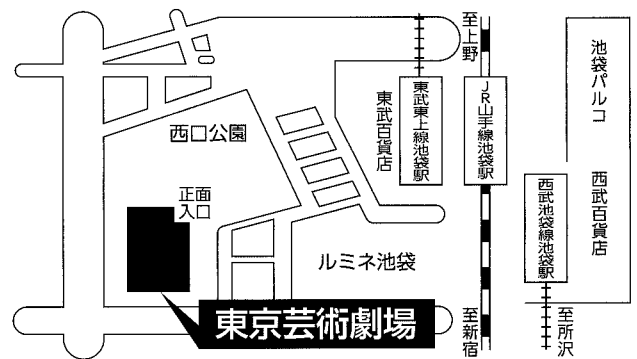 至上野
池袋パルコ
東武百貨店
東武東上線池袋駅
JR山手線池袋駅
西口公園
西武百貨店
西武池袋線池袋駅
正面
入口
ルミネ池袋
東京芸術劇場
至新宿
至所沢